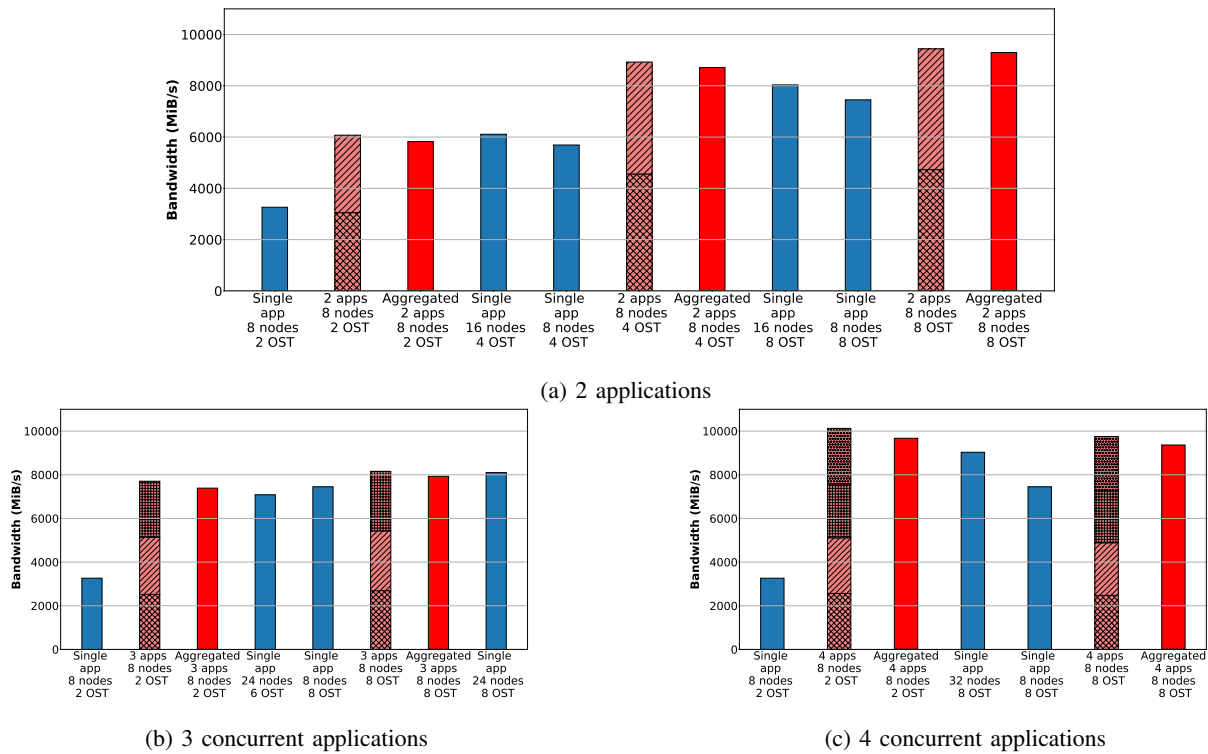 10000
8000
6000
4000
2000
0
Bandwidth (MiB/s)
Single 2 apps Aggregated Single Single 2 apps Aggregated Single Single 2 apps Aggregated
app 8 nodes 2 apps app app 8 nodes 2 apps app app 8 nodes 2 apps
8 nodes 2 OST 8 nodes 16 nodes 8 nodes 4 OST 8 nodes 16 nodes 8 nodes 8 OST 8 nodes
2 OST 2 OST 4 OST 4 OST 4 OST 8 OST 8 OST 8 OST
(a) 2 applications
10000
8000
6000
4000
2000
0
Bandwidth (MiB/s)
Single 3 apps Aggregated Single Single 3 apps Aggregated Single
app 8 nodes 3 apps app app 8 nodes 3 apps app
8 nodes 2 OST 8 nodes 24 nodes 8 nodes 8 OST 8 nodes 24 nodes
2 OST 2 OST 6 OST 8 OST 8 OST 8 OST
(b) 3 concurrent applications
10000
8000
6000
4000
2000
0
Bandwidth (MiB/s)
Single 4 apps Aggregated Single Single 4 apps Aggregated
app 8 nodes 4 apps app app 8 nodes 4 apps
8 nodes 2 OST 8 nodes 32 nodes 8 nodes 8 OST 8 nodes
2 OST 2 OST 8 OST 8 OST 8 OST
(c) 4 concurrent applications